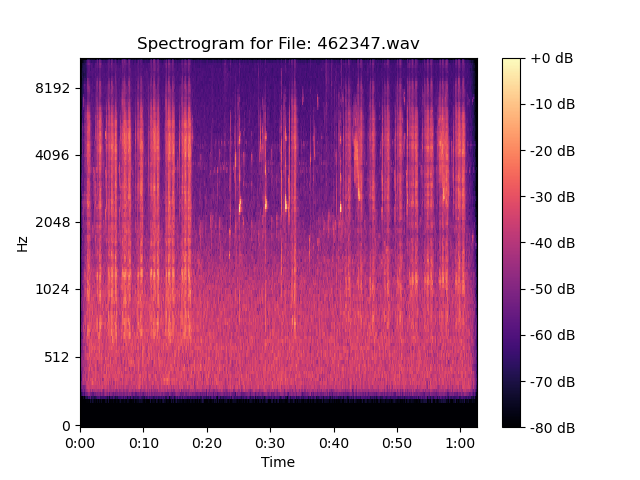 Spectrogram for File: 462347.wav
+0 dB
8192
-10 dB
4096
-20 dB
-30 dB
2048
Hz
-40 dB
1024
-50 dB
-60 dB
512
-70 dB
0
-80 dB
0:00 0:10 0:20 0:30 0:40 0:50 1:00
Time